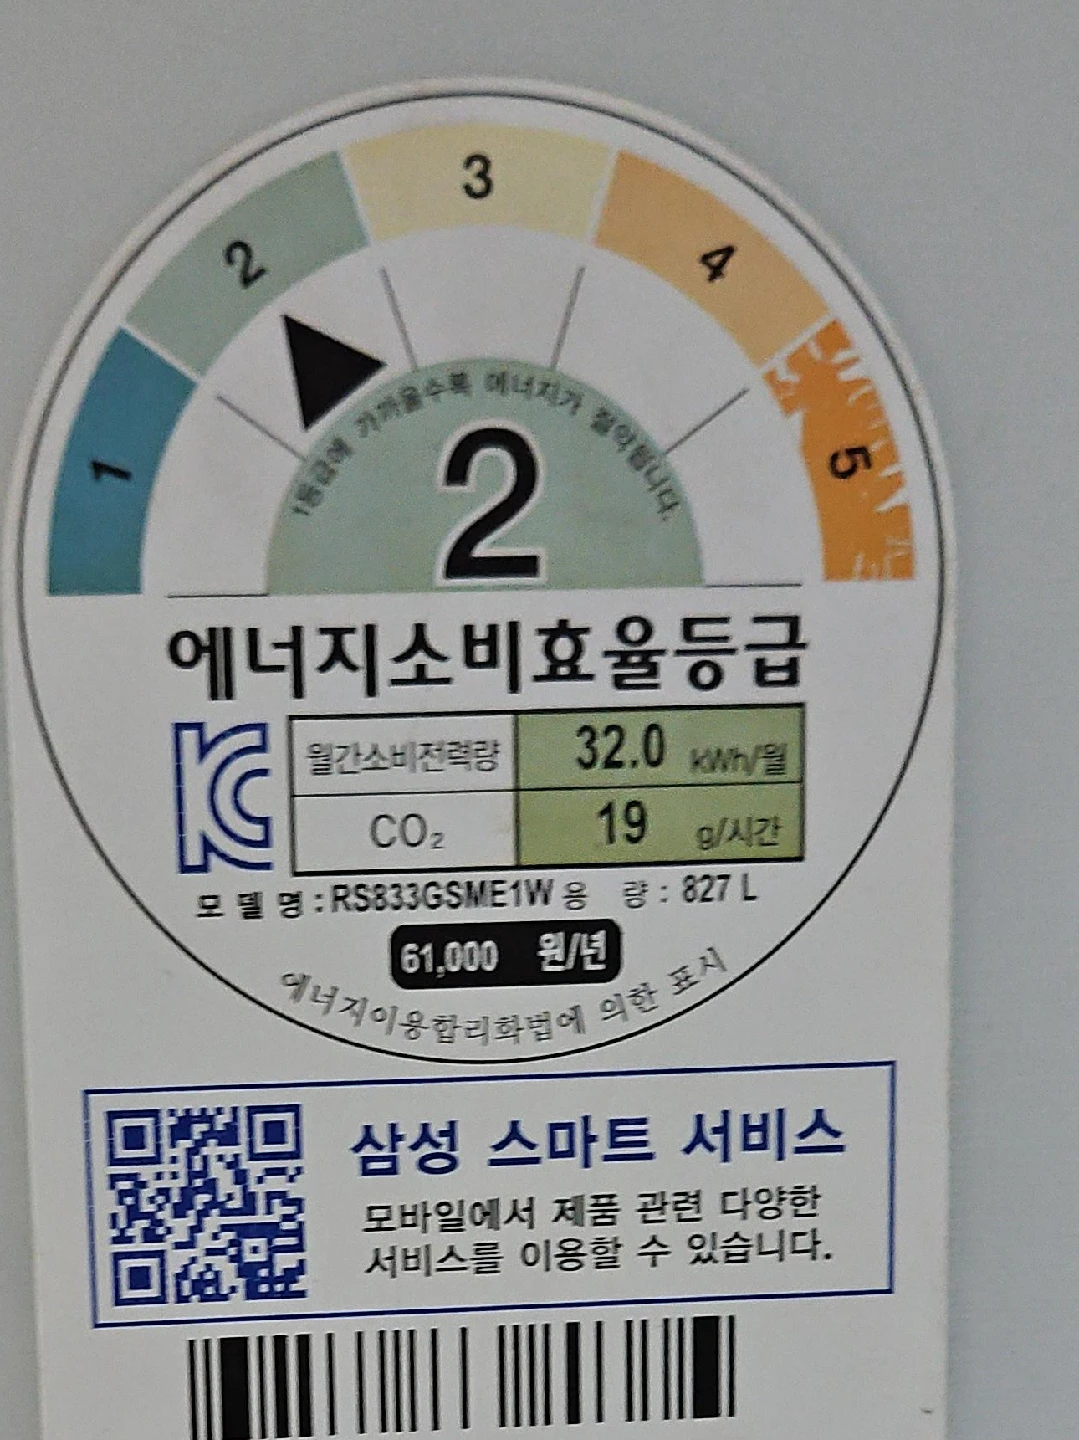 1
2
3
4
5
1등급에 가까울수록 에너지가 절약됩니다.
2
에너지소비효율등급
월간소비전력량 32.0 kWh/월
CO₂ 19 g/시간
모델명:RS833GSME1W 용 량: 827 L
61,000 원/년
에너지이용합리화법에 의한 표시
삼성 스마트 서비스
모바일에서 제품 관련 다양한
서비스를 이용할 수 있습니다.